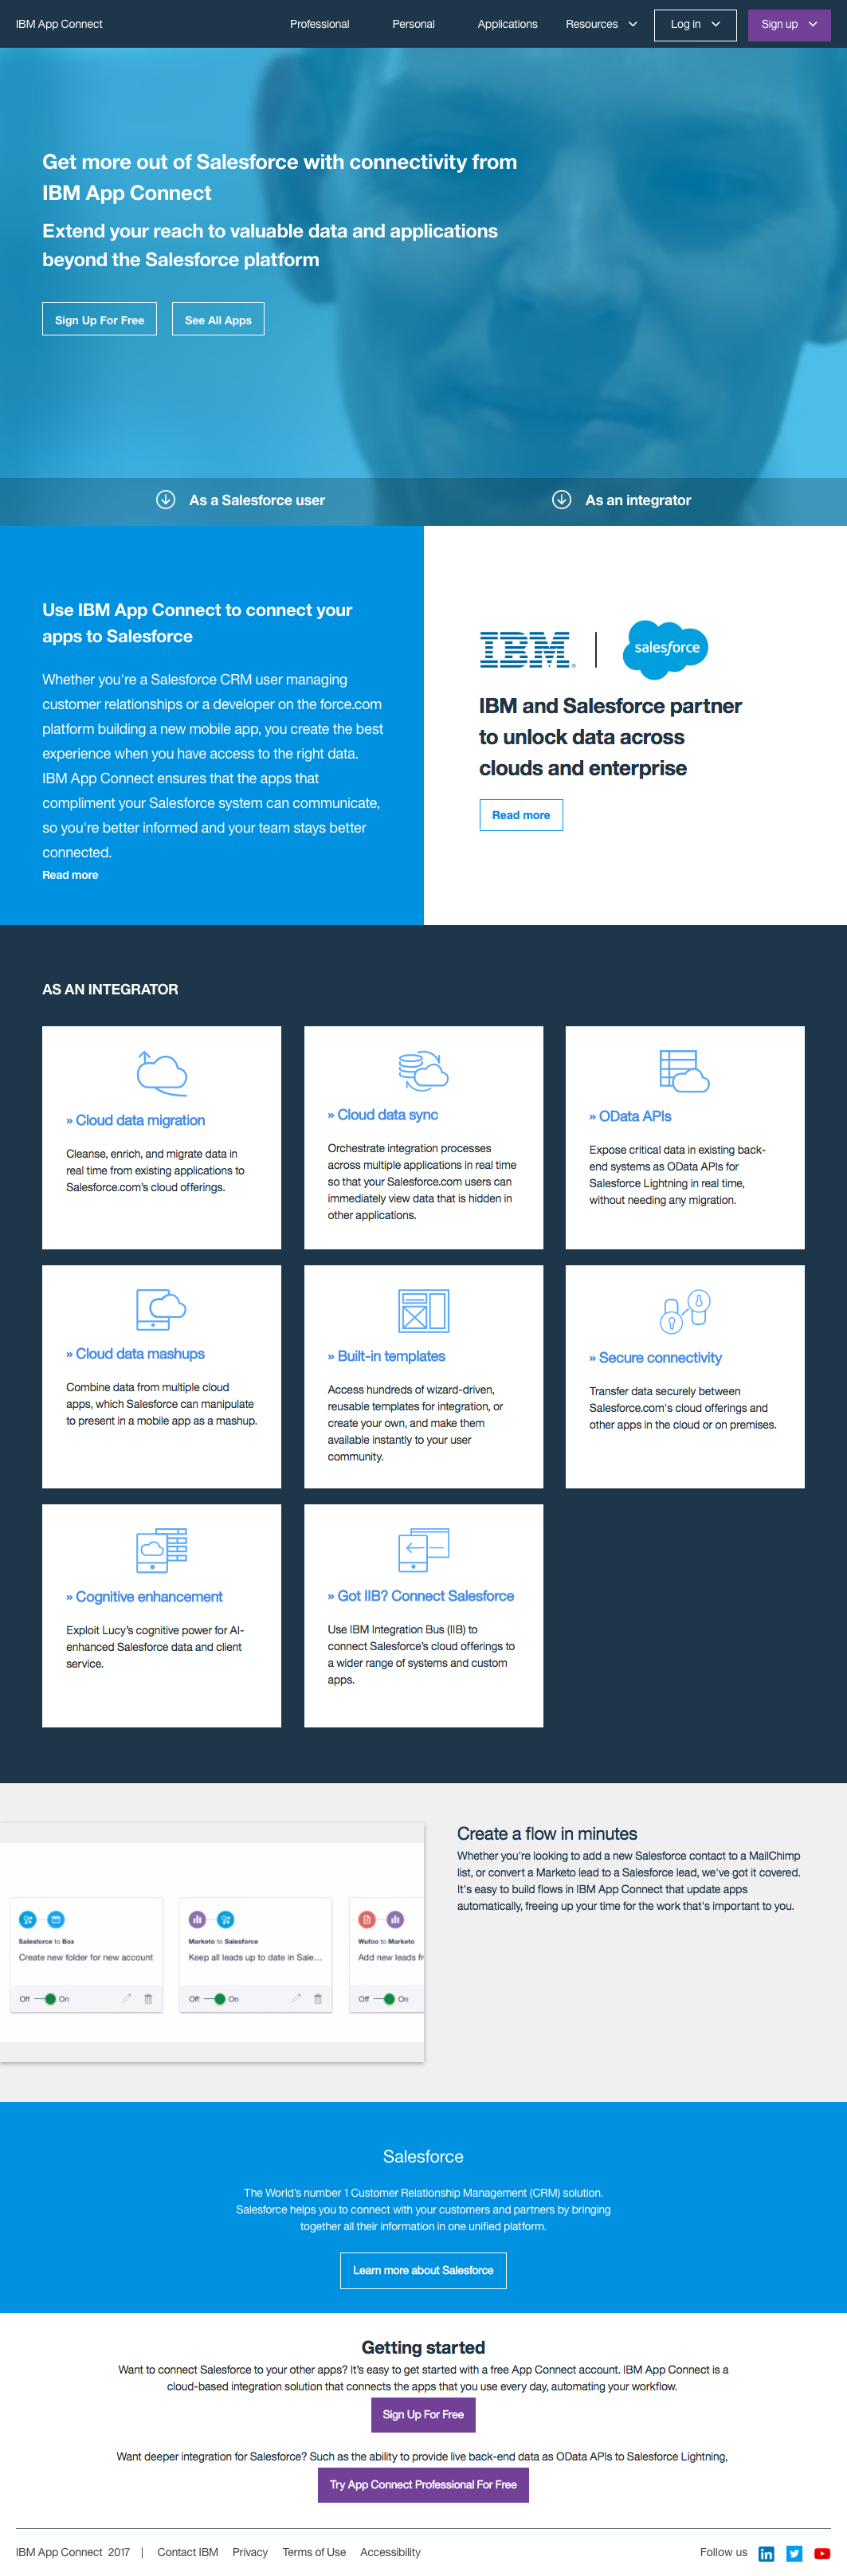 IBM App Connect
Professional
Personal
Applications
Resources
Log in
Sign up
Get more out of Salesforce with connectivity from
IBM App Connect
Extend your reach to valuable data and applications
beyond the Salesforce platform
Sign Up For Free
See All Apps
As a Salesforce user
As an integrator
Use IBM App Connect to connect your
apps to Salesforce
Whether you're a Salesforce CRM user managing
customer relationships or a developer on the force.com
platform building a new mobile app, you create the best
experience when you have access to the right data.
IBM App Connect ensures that the apps that
compliment your Salesforce system can communicate,
so you're better informed and your team stays better
connected.
Read more
IBM®
salesforce
IBM and Salesforce partner
to unlock data across
clouds and enterprise
Read more
AS AN INTEGRATOR
» Cloud data migration
Cleanse, enrich, and migrate data in
real time from existing applications to
Salesforce.com's cloud offerings.
» Cloud data sync
Orchestrate integration processes
across multiple applications in real time
so that your Salesforce.com users can
immediately view data that is hidden in
other applications.
» OData APIs
Expose critical data in existing back-
end systems as OData APIs for
Salesforce Lightning in real time,
without needing any migration.
» Cloud data mashups
Combine data from multiple cloud
apps, which Salesforce can manipulate
to present in a mobile app as a mashup.
» Built-in templates
Access hundreds of wizard-driven,
reusable templates for integration, or
create your own, and make them
available instantly to your user
community.
» Secure connectivity
Transfer data securely between
Salesforce.com's cloud offerings and
other apps in the cloud or on premises.
» Cognitive enhancement
Exploit Lucy's cognitive power for AI-
enhanced Salesforce data and client
service.
» Got IIB? Connect Salesforce
Use IBM Integration Bus (IIB) to
connect Salesforce's cloud offerings to
a wider range of systems and custom
apps.
Create a flow in minutes
Whether you're looking to add a new Salesforce contact to a MailChimp
list, or convert a Marketo lead to a Salesforce lead, we've got it covered.
It's easy to build flows in IBM App Connect that update apps
automatically, freeing up your time for the work that's important to you.
Salesforce to Box
Create new folder for new account
Off On
Marketo to Salesforce
Keep all leads up to date in Sale...
Off On
Wufoo to Marketo
Add new leads fr
Off On
Salesforce
The World's number 1 Customer Relationship Management (CRM) solution.
Salesforce helps you to connect with your customers and partners by bringing
together all their information in one unified platform.
Learn more about Salesforce
Getting started
Want to connect Salesforce to your other apps? It's easy to get started with a free App Connect account. IBM App Connect is a
cloud-based integration solution that connects the apps that you use every day, automating your workflow.
Sign Up For Free
Want deeper integration for Salesforce? Such as the ability to provide live back-end data as OData APIs to Salesforce Lightning,
Try App Connect Professional For Free
IBM App Connect 2017 | Contact IBM Privacy Terms of Use Accessibility
Follow us